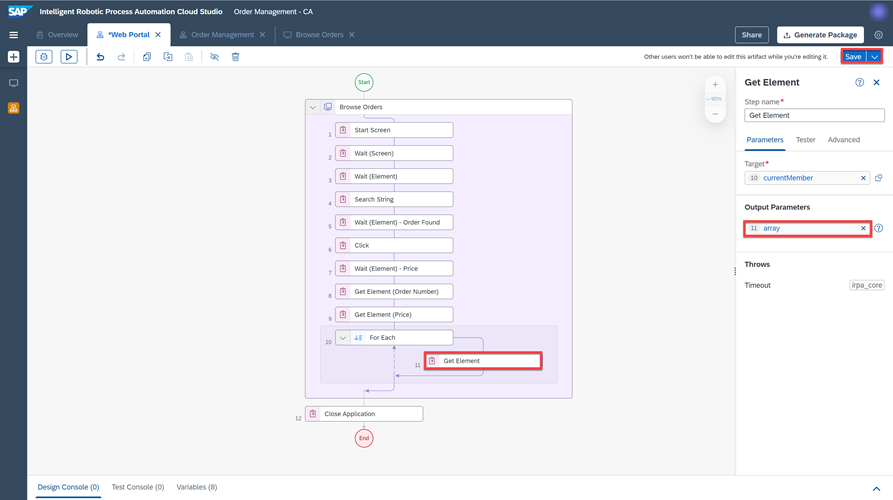 SAP Intelligent Robotic Process Automation Cloud Studio Order Management - CA
Overview *Web Portal Order Management Browse Orders Share Generate Package
Other users won't be able to edit this artifact while you're editing it. Save
Start
Browse Orders
1 Start Screen
2 Wait (Screen)
3 Wait (Element)
4 Search String
5 Wait (Element) - Order Found
6 Click
7 Wait (Element) - Price
8 Get Element (Order Number)
9 Get Element (Price)
10 For Each
11 Get Element
12 Close Application
End
90%
Get Element
Step name*
Get Element
Parameters Tester Advanced
Target*
10 currentMember
Output Parameters
11 array
Throws
Timeout irpa_core
Design Console (0) Test Console (0) Variables (8)